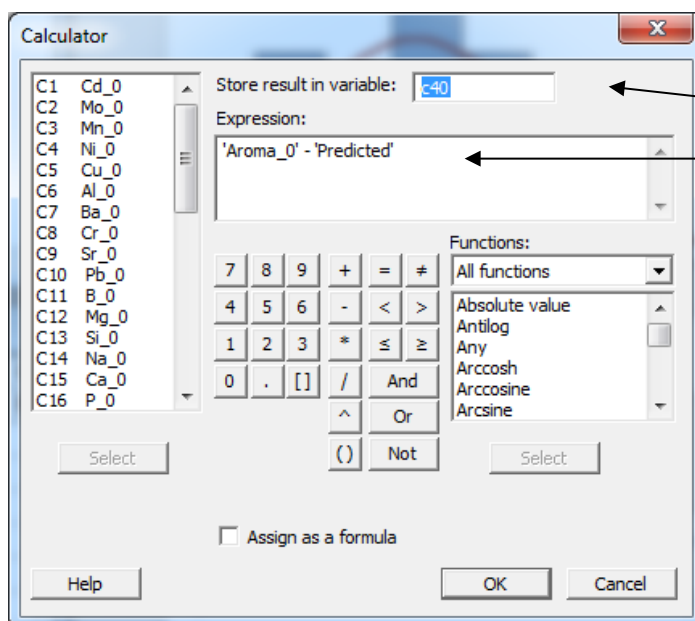 Calculator
Store result in variable: c40
Expression:
'Aroma_0' - 'Predicted'
C1 Cd_0
C2 Mo_0
C3 Mn_0
C4 Ni_0
C5 Cu_0
C6 Al_0
C7 Ba_0
C8 Cr_0
C9 Sr_0
C10 Pb_0
C11 B_0
C12 Mg_0
C13 Si_0
C14 Na_0
C15 Ca_0
C16 P_0
Select
7 8 9 + = ≠
4 5 6 - < >
1 2 3 * ≤ ≥
0 . [] / And
^ Or
() Not
Functions:
All functions
Absolute value
Antilog
Any
Arccosh
Arccosine
Arcsine
Select
Assign as a formula
Help
OK
Cancel